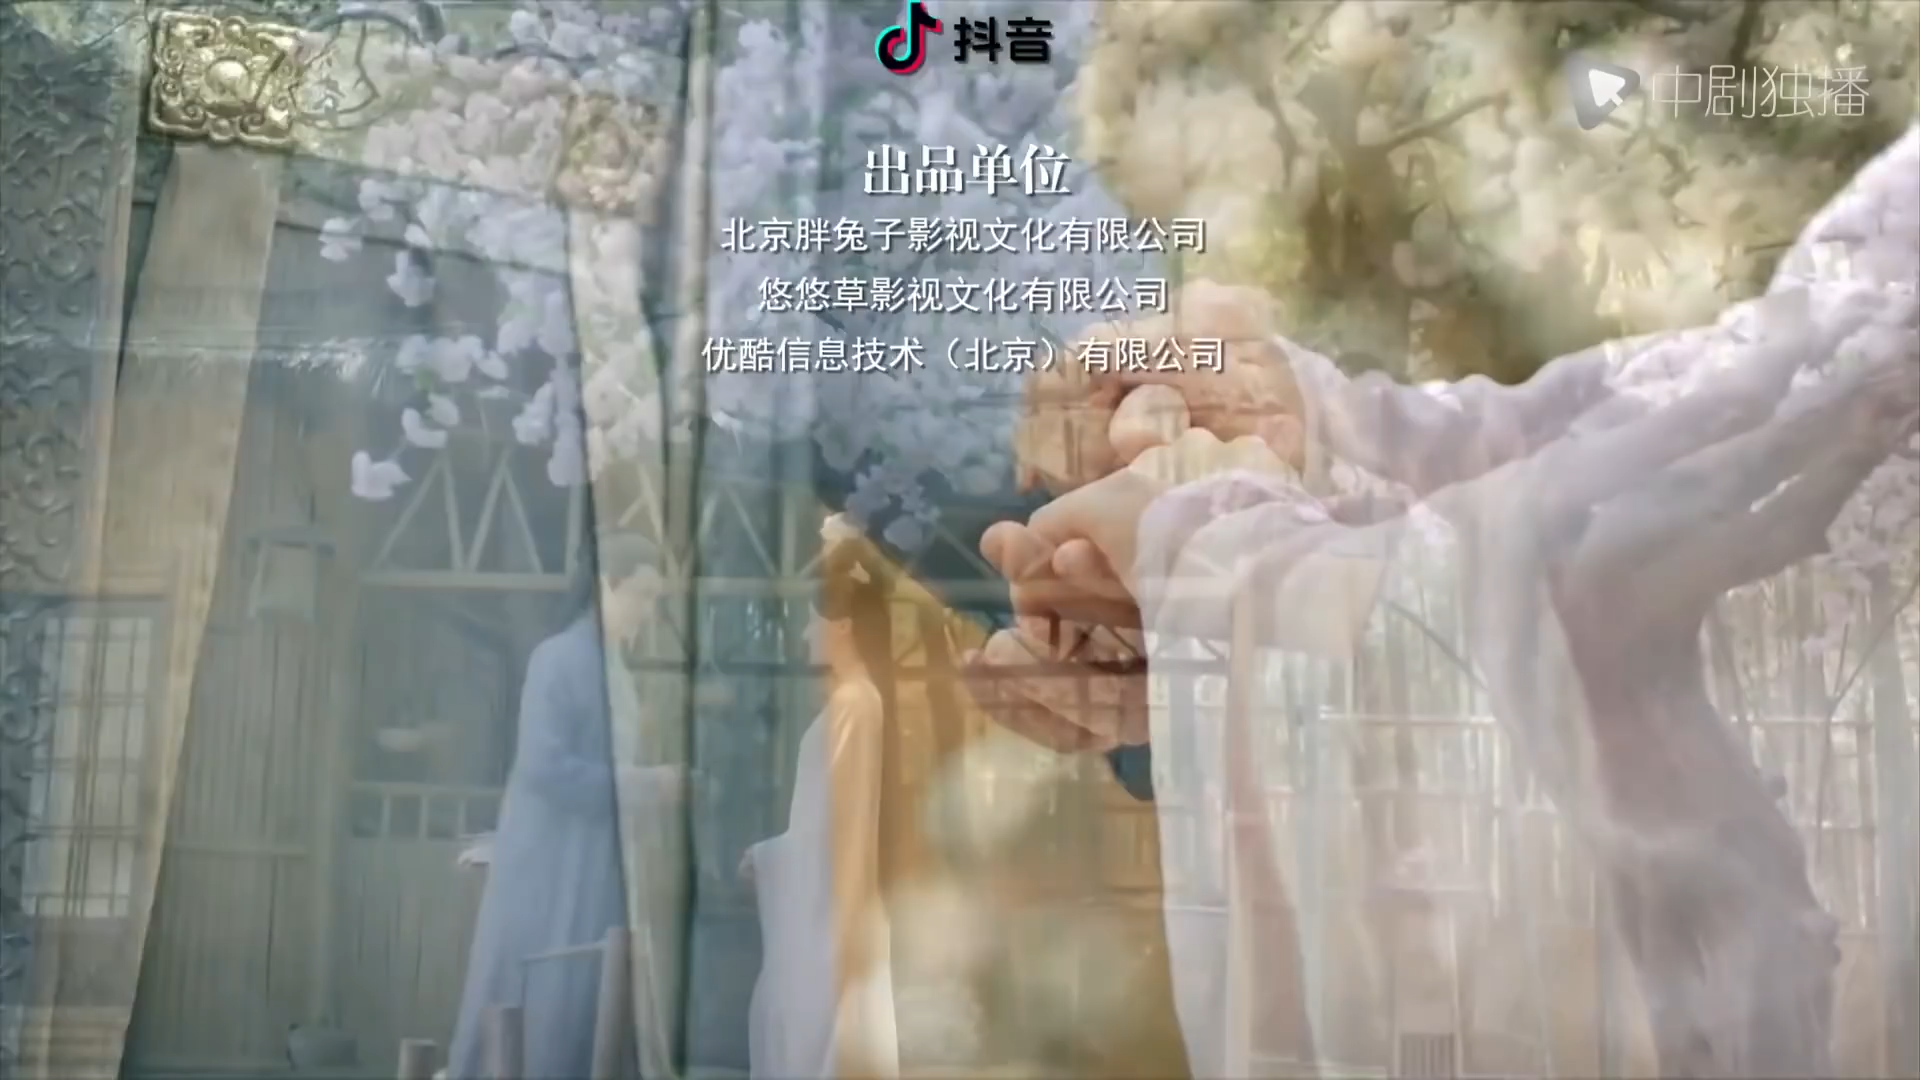 抖音
中剧独播
出品单位
北京胖兔子影视文化有限公司
悠悠草影视文化有限公司
优酷信息技术（北京）有限公司